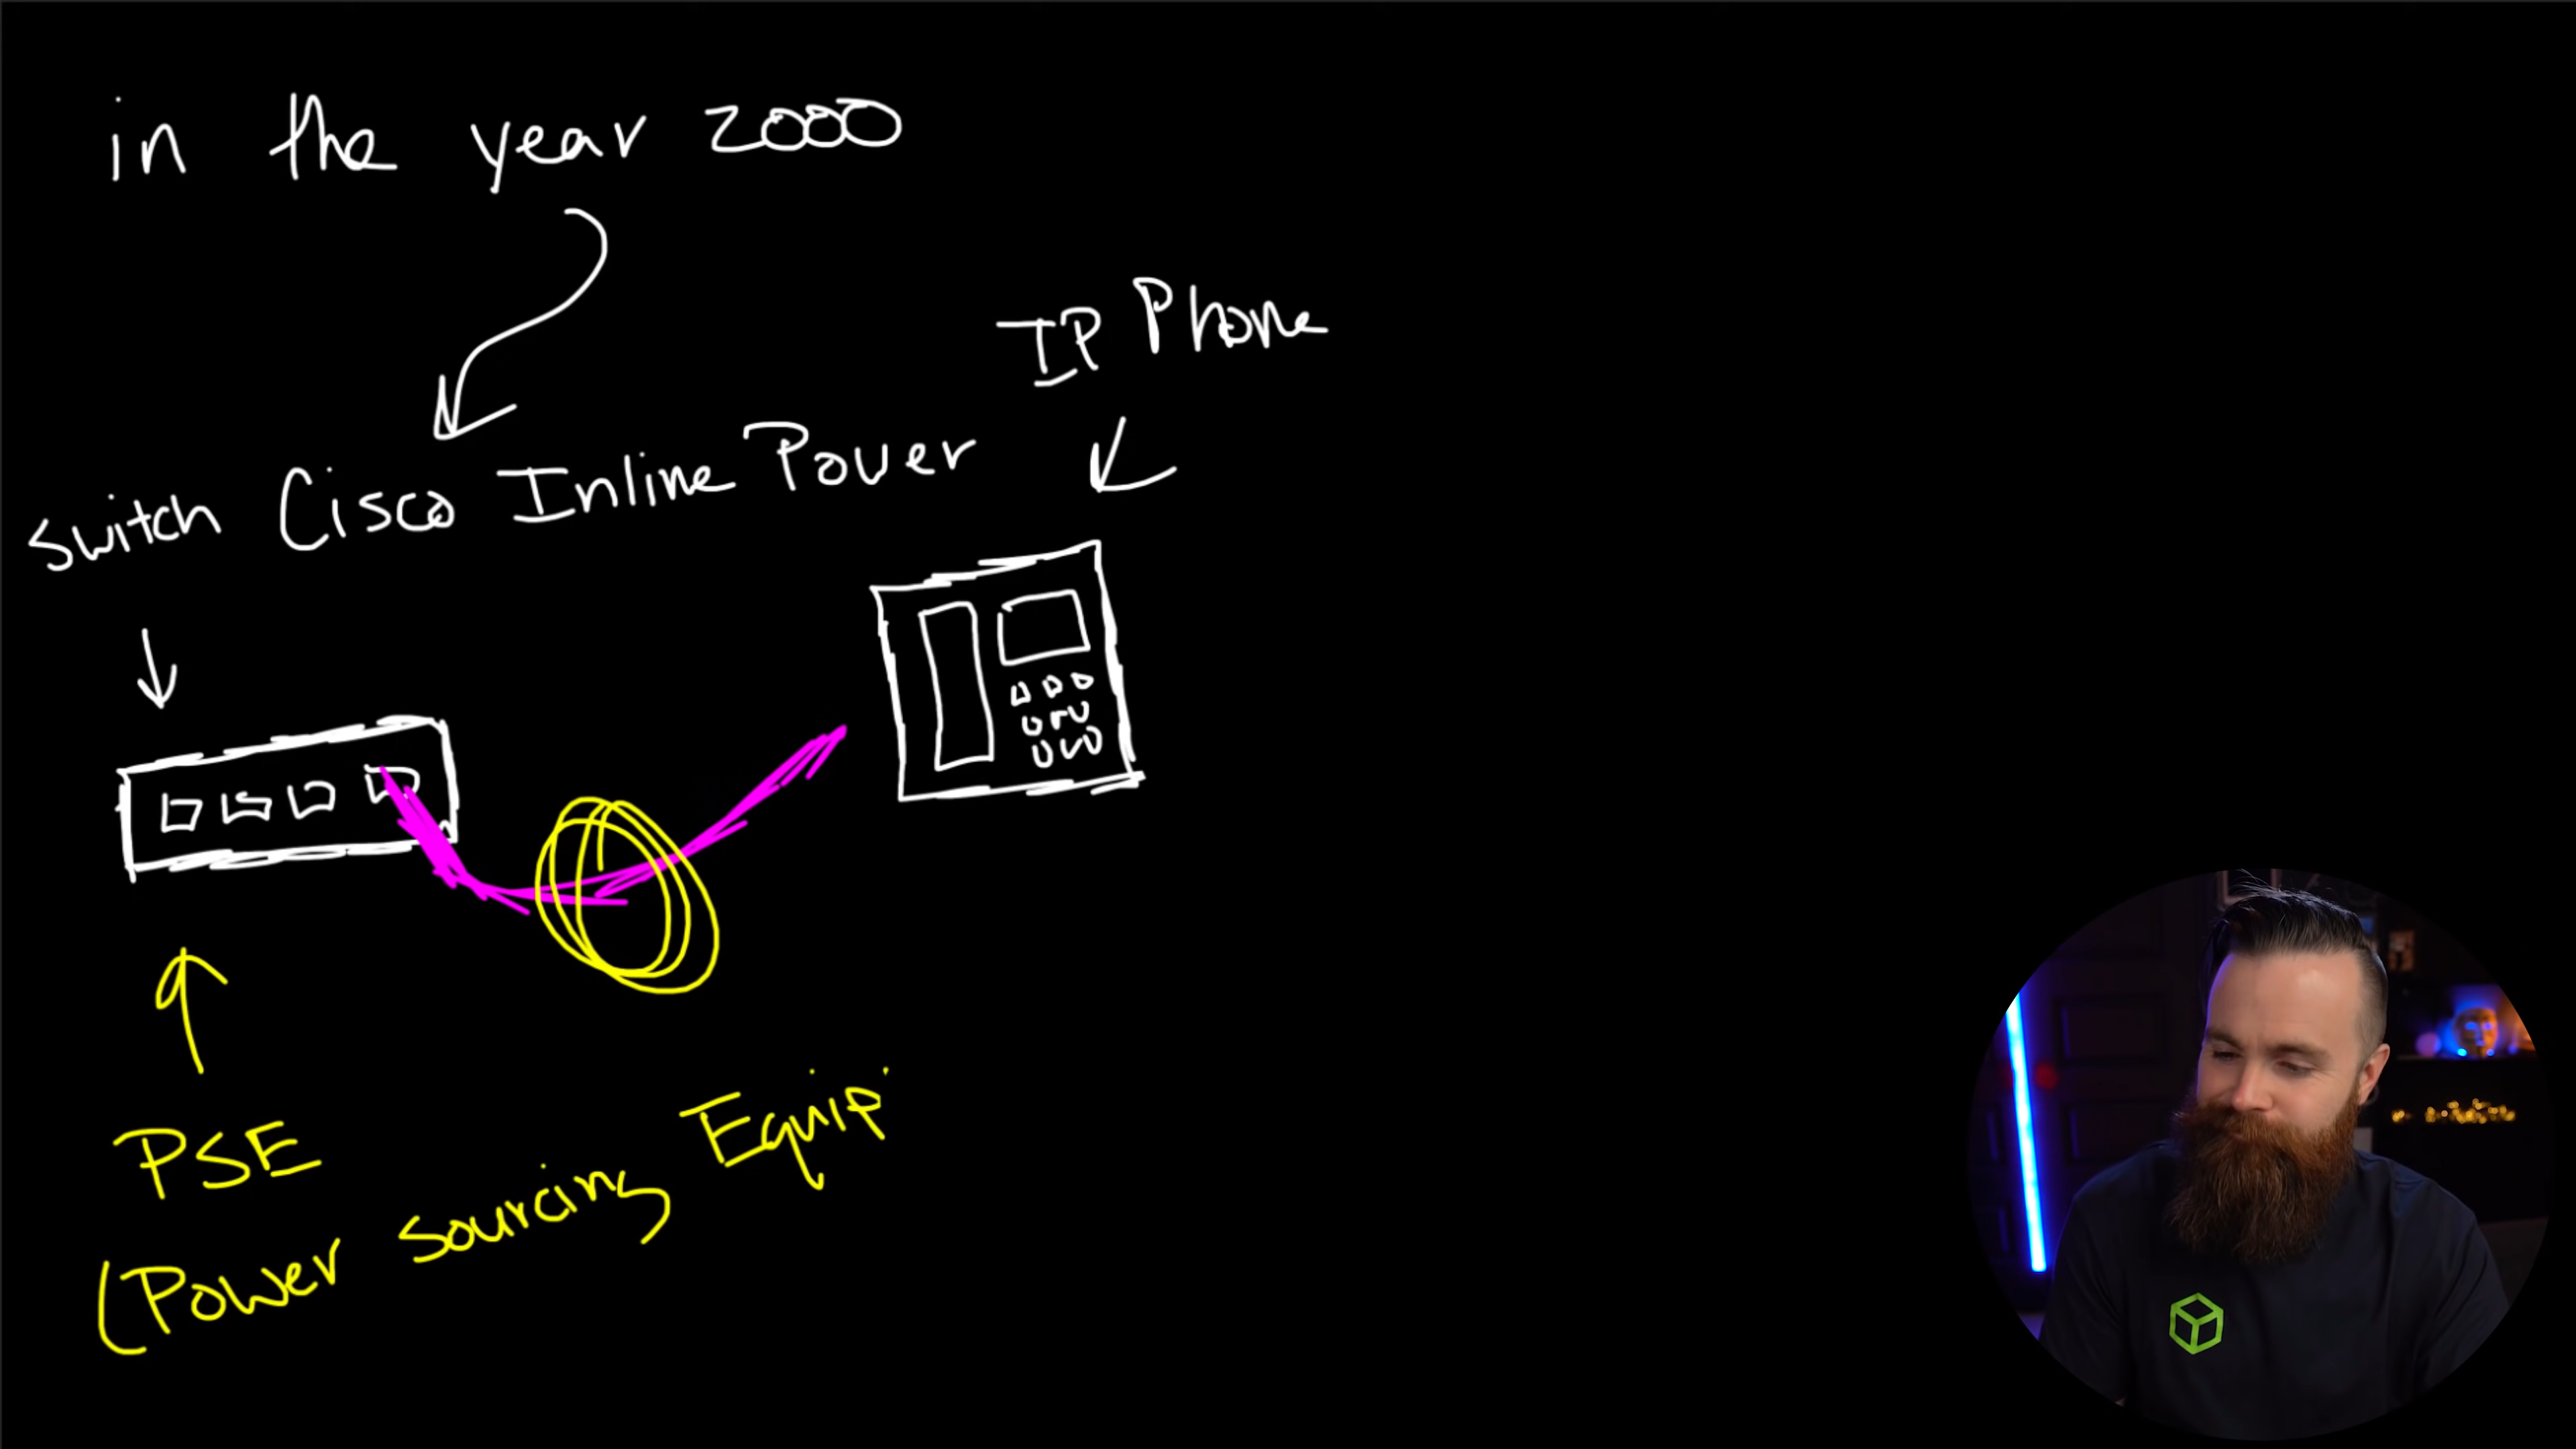 in the year 2000
IP Phone
switch Cisco Inline Power
PSE
(Power sourcing Equip